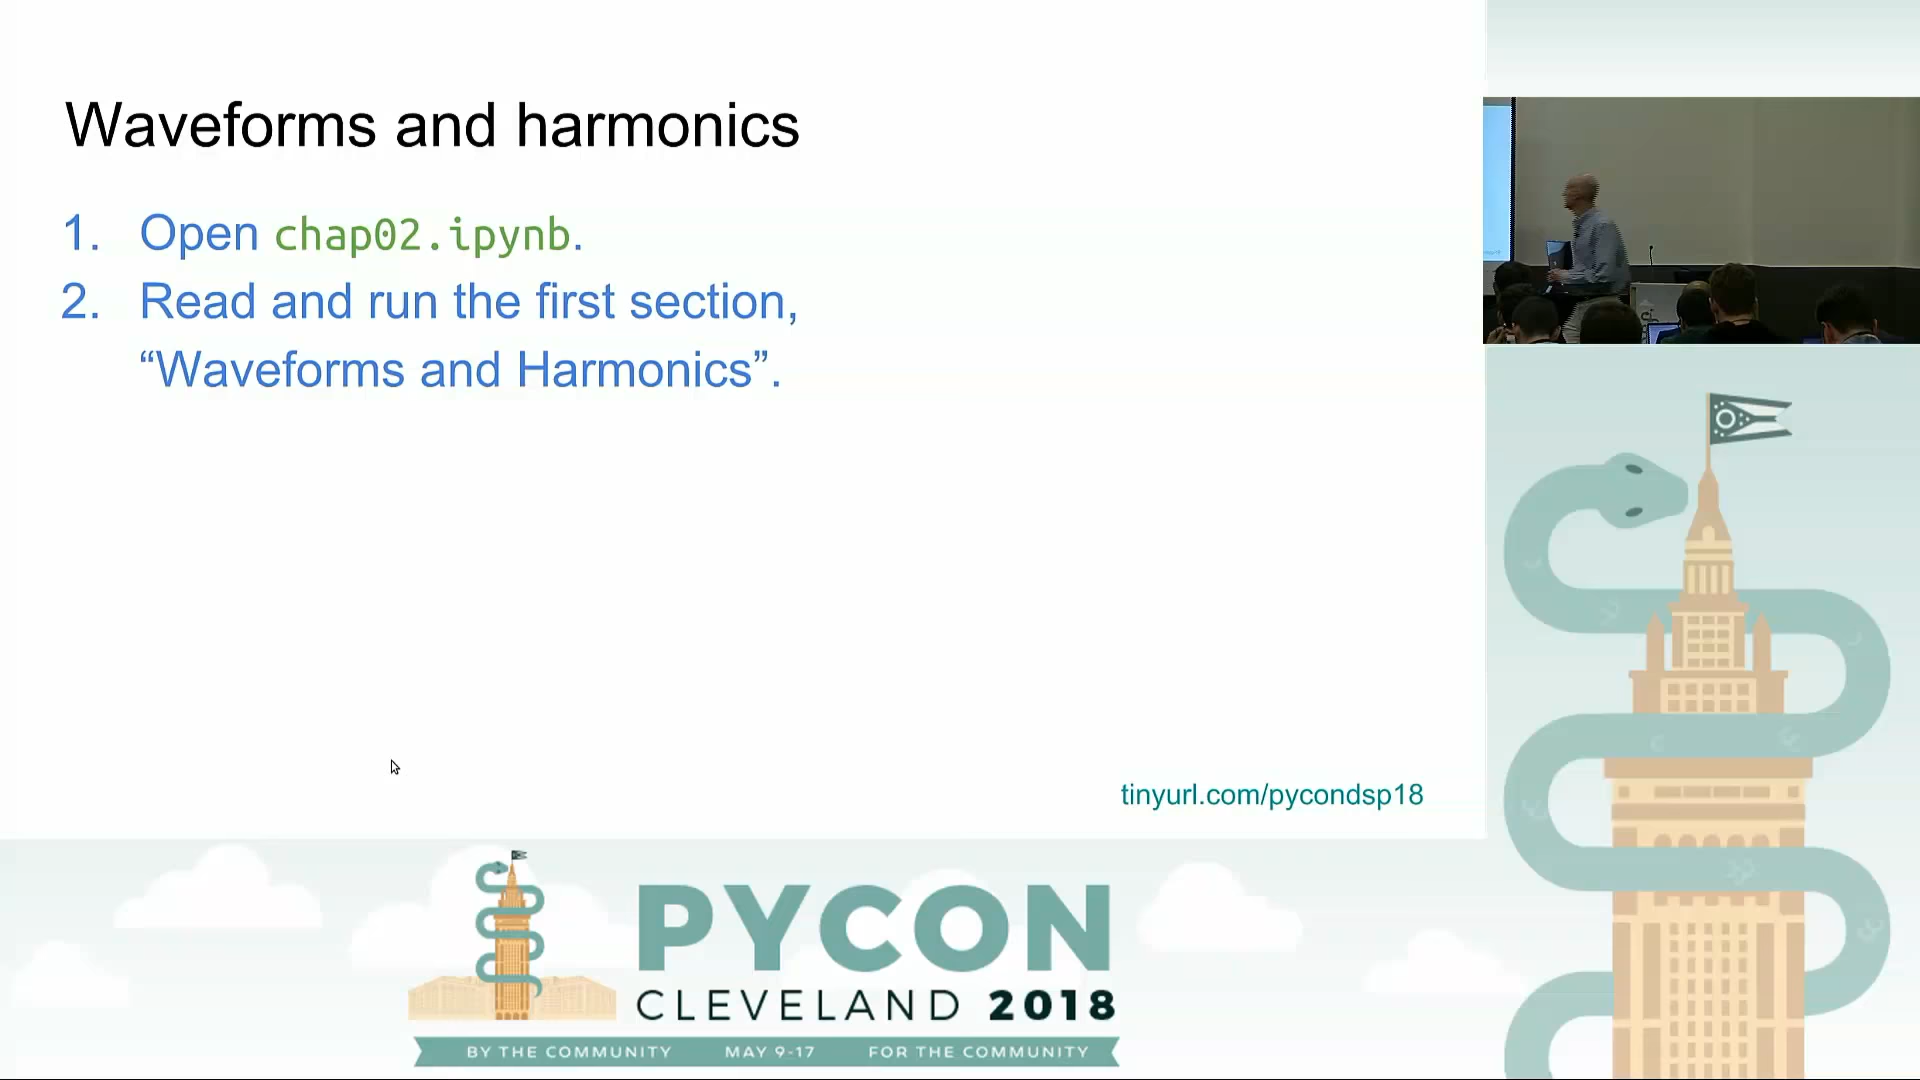 Waveforms and harmonics
1. Open chap02.ipynb.
2. Read and run the first section,
“Waveforms and Harmonics”.
tinyurl.com/pycondsp18
PYCON
CLEVELAND 2018
BY THE COMMUNITY MAY 9-17 FOR THE COMMUNITY